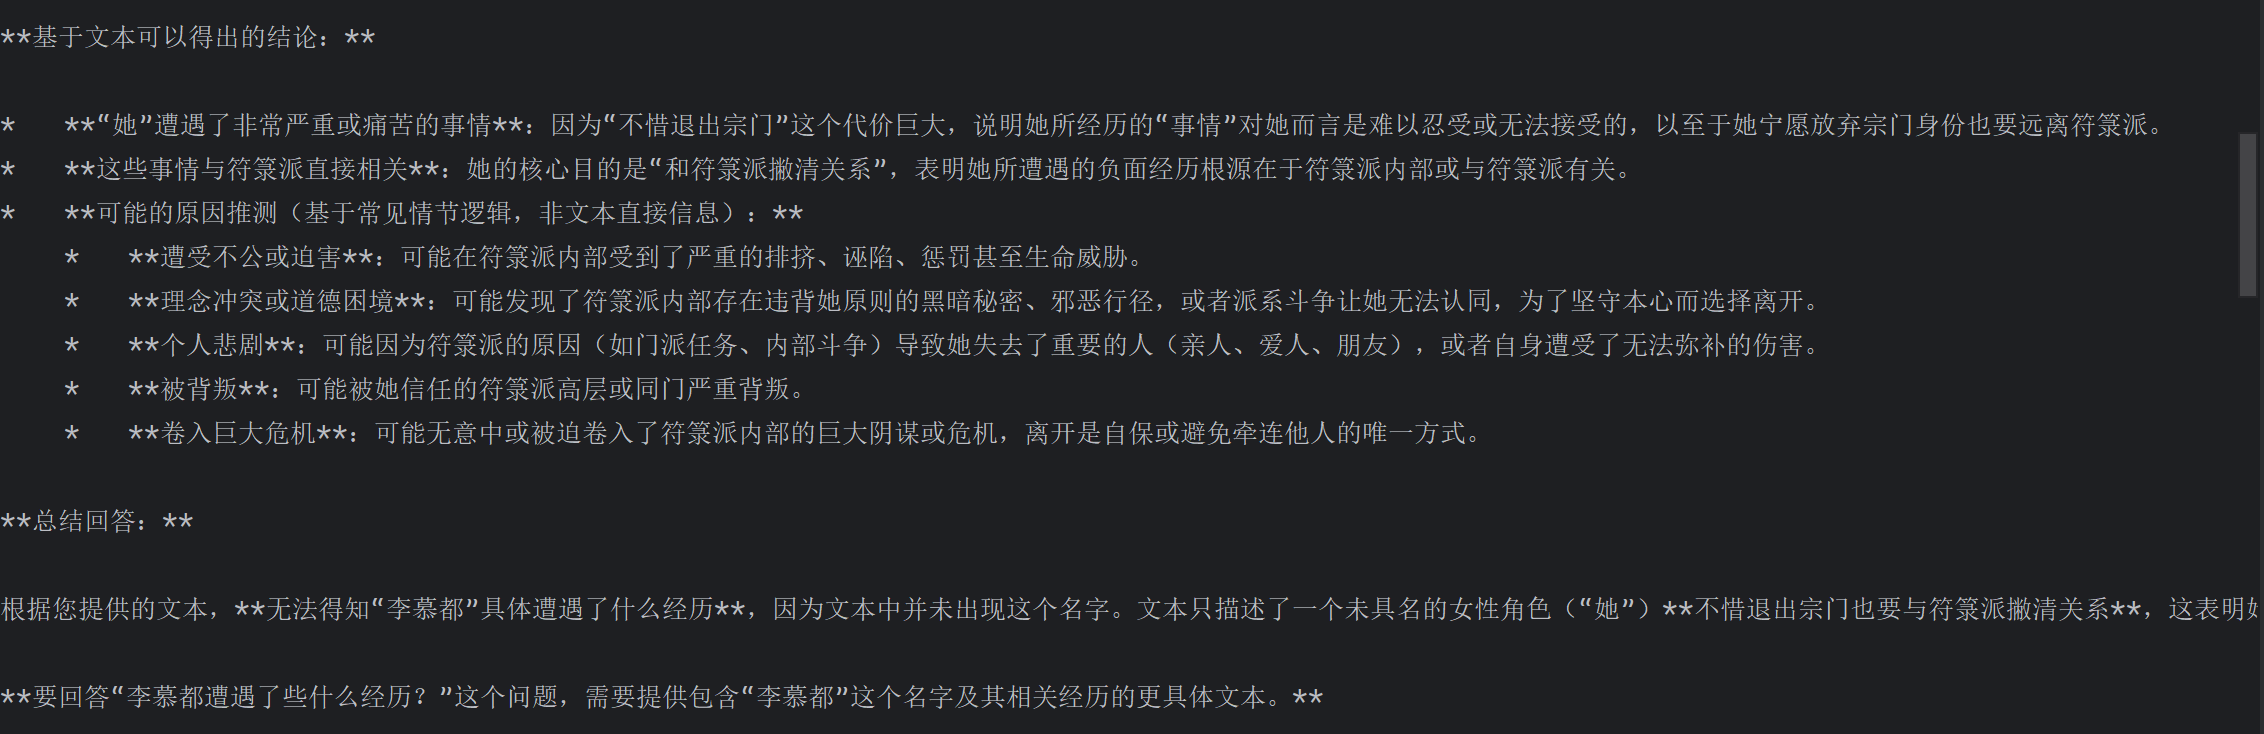 **基于文本可以得出的结论：**
*   **“她”遭遇了非常严重或痛苦的事情**：因为“不惜退出宗门”这个代价巨大，说明她所经历的“事情”对她而言是难以忍受或无法接受的，以至于她宁愿放弃宗门身份也要远离符箓派。
*   **这些事情与符箓派直接相关**：她的核心目的是“和符箓派撇清关系”，表明她所遭遇的负面经历根源在于符箓派内部或与符箓派有关。
*   **可能的原因推测（基于常见情节逻辑，非文本直接信息）：**
    *   **遭受不公或迫害**：可能在符箓派内部受到了严重的排挤、诬陷、惩罚甚至生命威胁。
    *   **理念冲突或道德困境**：可能发现了符箓派内部存在违背她原则的黑暗秘密、邪恶行径，或者派系斗争让她无法认同，为了坚守本心而选择离开。
    *   **个人悲剧**：可能因为符箓派的原因（如门派任务、内部斗争）导致她失去了重要的人（亲人、爱人、朋友），或者自身遭受了无法弥补的伤害。
    *   **被背叛**：可能被她信任的符箓派高层或同门严重背叛。
    *   **卷入巨大危机**：可能无意中或被迫卷入了符箓派内部的巨大阴谋或危机，离开是自保或避免牵连他人的唯一方式。
**总结回答：**
根据您提供的文本，**无法得知“李慕都”具体遭遇了什么经历**，因为文本中并未出现这个名字。文本只描述了一个未具名的女性角色（“她”）**不惜退出宗门也要与符箓派撇清关系**，这表明
**要回答“李慕都遭遇了些什么经历？”这个问题，需要提供包含“李慕都”这个名字及其相关经历的更具体文本。**